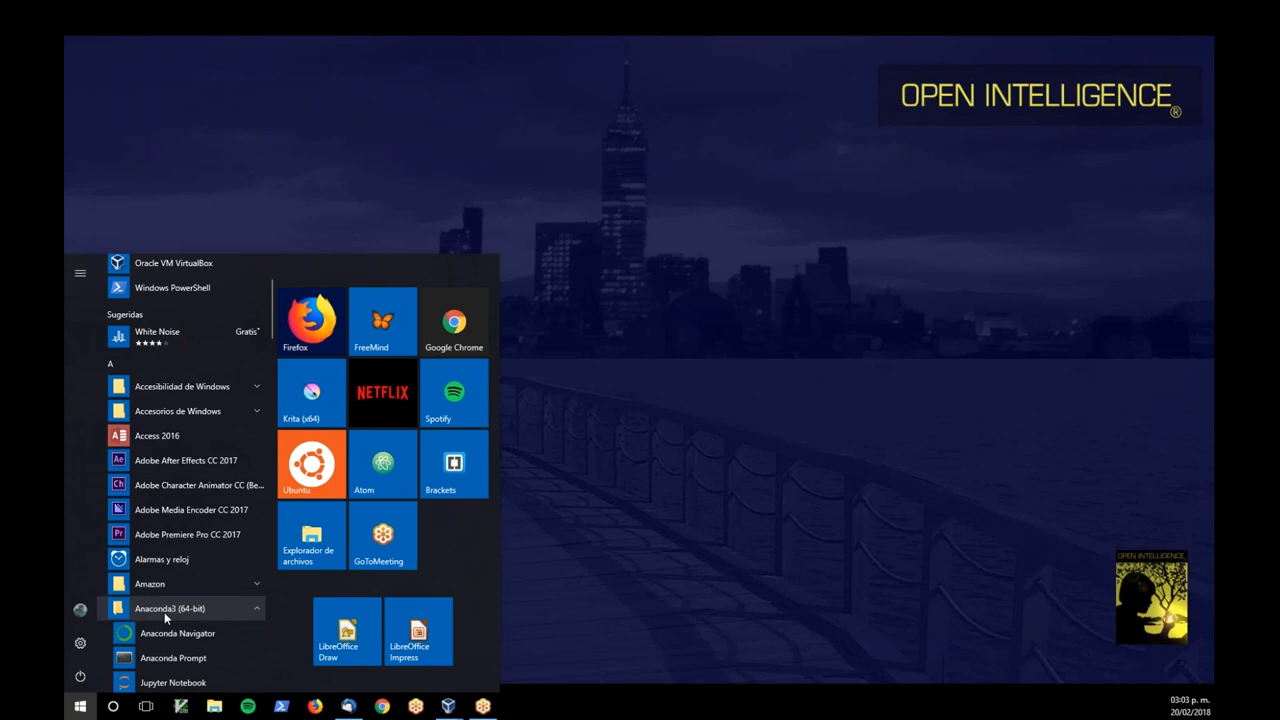 OPEN INTELLIGENCE®
Oracle VM VirtualBox
Windows PowerShell
Sugeridas
White Noise
Gratis*
A
Accesibilidad de Windows
Accesorios de Windows
Access 2016
Adobe After Effects CC 2017
Adobe Character Animator CC (Be...
Adobe Media Encoder CC 2017
Adobe Premiere Pro CC 2017
Alarmas y reloj
Amazon
Anaconda3 (64-bit)
Anaconda Navigator
Anaconda Prompt
Jupyter Notebook
Firefox
FreeMind
Google Chrome
Krita (x64)
NETFLIX
Spotify
Ubuntu
Atom
Brackets
Explorador de
archivos
GoToMeeting
LibreOffice
Draw
LibreOffice
Impress
OPEN INTELLIGENCE
03:03 p. m.
20/02/2018